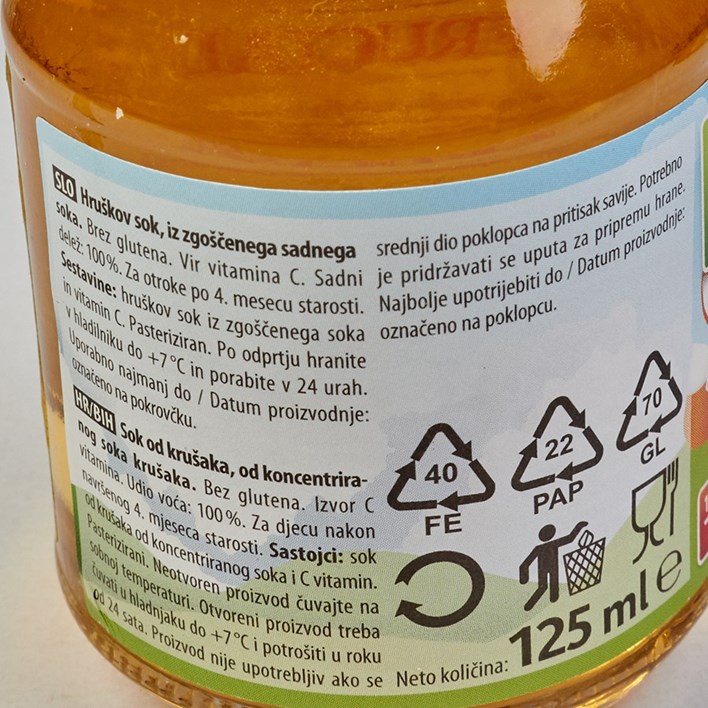 SLO Hruškov sok, iz zgoščenega sadnega
soka. Brez glutena. Vir vitamina C. Sadni
delež: 100%. Za otroke po 4. mesecu starosti.
Sestavine: hruškov sok iz zgoščenega soka
in vitamin C. Pasteriziran. Po odprtju hranite
v hladilniku do +7°C in porabite v 24 urah.
Uporabno najmanj do / Datum proizvodnje:
označeno na pokrovčku.
HR/BIH Sok od krušaka, od koncentrira-
nog soka krušaka. Bez glutena. Izvor C
vitamina. Udio voća: 100%. Za djecu nakon
navršenog 4. mjeseca starosti. Sastojci: sok
od krušaka od koncentriranog soka i C vitamin.
Pasterizirani. Neotvoren proizvod čuvajte na
sobnoj temperaturi. Otvoreni proizvod treba
čuvati u hladnjaku do +7°C i potrošiti u roku
od 24 sata. Proizvod nije upotrebljiv ako se
srednji dio poklopca na pritisak savije. Potrebno
je pridržavati se uputa za pripremu hrane.
Najbolje upotrijebiti do / Datum proizvodnje:
označeno na poklopcu.
40
FE
22
PAP
70
GL
Neto količina: 125 ml e